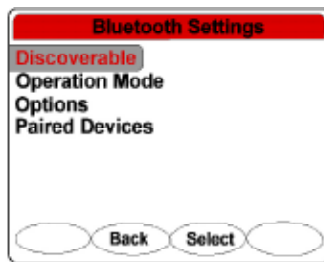 Bluetooth Settings
Discoverable
Operation Mode
Options
Paired Devices
Back Select